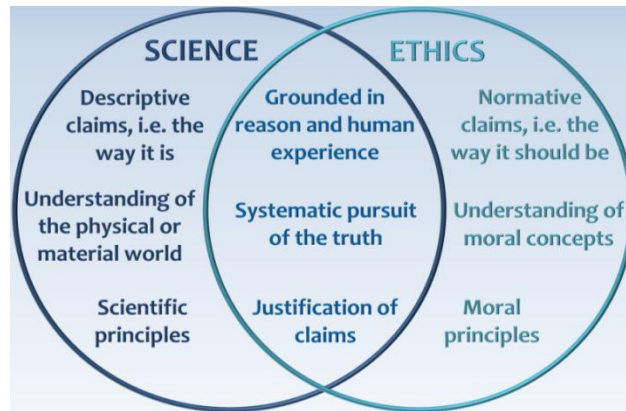 SCIENCE
ETHICS
Descriptive
claims, i.e. the
way it is
Understanding of
the physical or
material world
Scientific
principles
Grounded in
reason and human
experience
Systematic pursuit
of the truth
Justification of
claims
Normative
claims, i.e. the
way it should be
Understanding of
moral concepts
Moral
principles